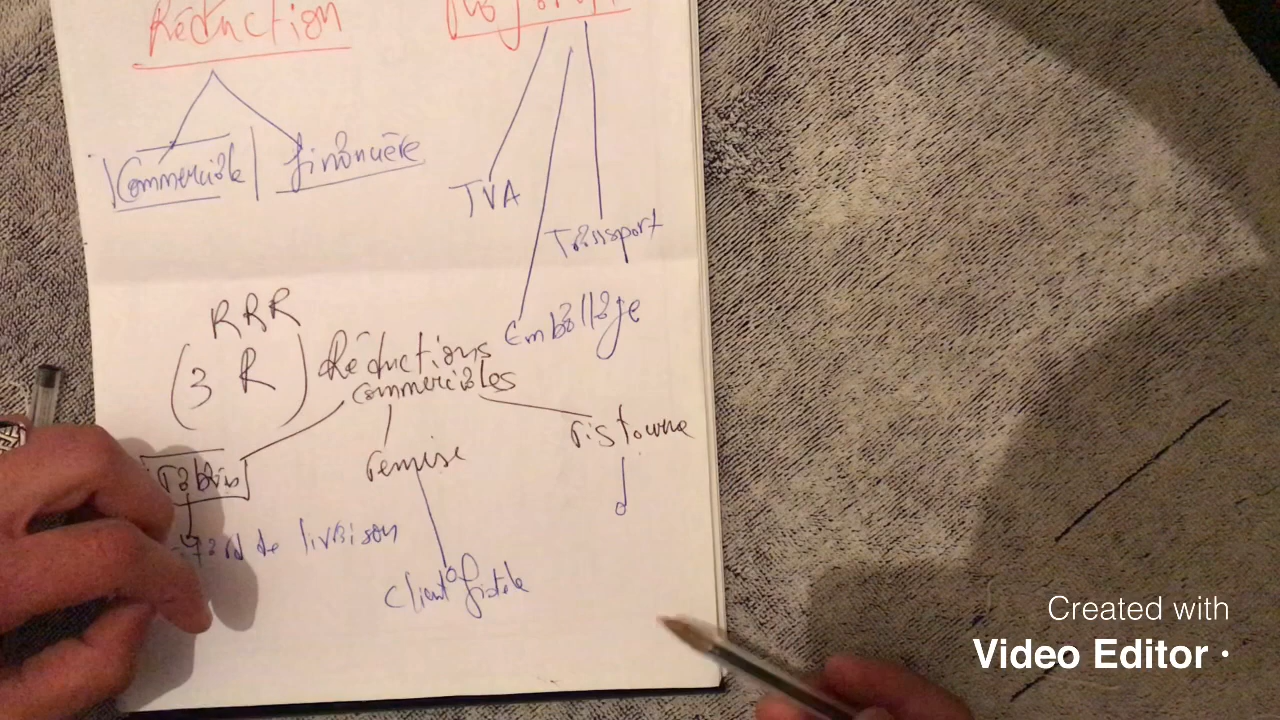 Réduction
Commerciale
financière
TVA
Transport
Emballage
RRR
(3 R)
Réductions
commerciales
rabais
remise
ristourne
de livraison
client fidèle
Created with
Video Editor